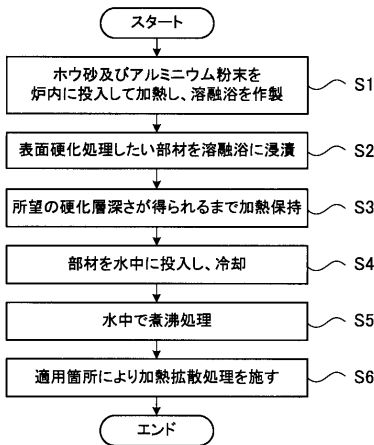 スタート
ホウ砂及びアルミニウム粉末を
炉内に投入して加熱し、溶融浴を作製
S1
表面硬化処理したい部材を溶融浴に浸漬
S2
所望の硬化層深さが得られるまで加熱保持
S3
部材を水中に投入し、冷却
S4
水中で煮沸処理
S5
適用箇所により加熱拡散処理を施す
S6
エンド